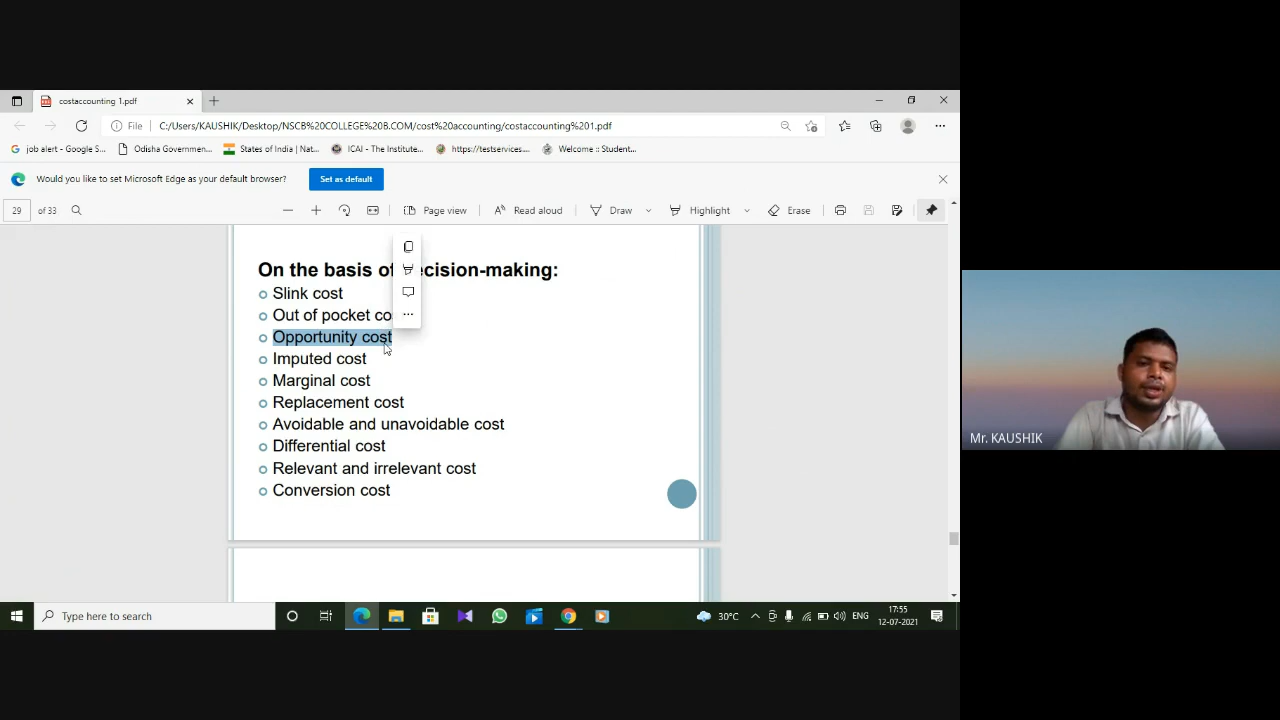 costaccounting 1.pdf
File C:/Users/KAUSHIK/Desktop/NSCB%20COLLEGE%20B.COM/cost%20accounting/costaccounting%201.pdf
job alert - Google S... Odisha Governmen... States of India | Nat... ICAI - The Institute... https://testservices.... Welcome :: Student...
Would you like to set Microsoft Edge as your default browser? Set as default
29 of 33 Page view Read aloud Draw Highlight Erase
On the basis of ecision-making:
Slink cost
Out of pocket co
Opportunity cost
Imputed cost
Marginal cost
Replacement cost
Avoidable and unavoidable cost
Differential cost
Relevant and irrelevant cost
Conversion cost
Mr. KAUSHIK
Type here to search 30°C ENG 17:55
12-07-2021